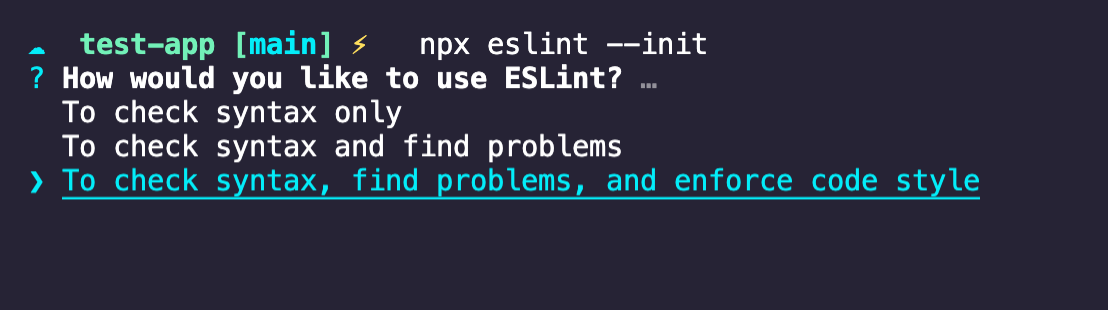 ☁ test-app [main] ⚡ npx eslint --init
? How would you like to use ESLint? …
To check syntax only
To check syntax and find problems
❯ To check syntax, find problems, and enforce code style